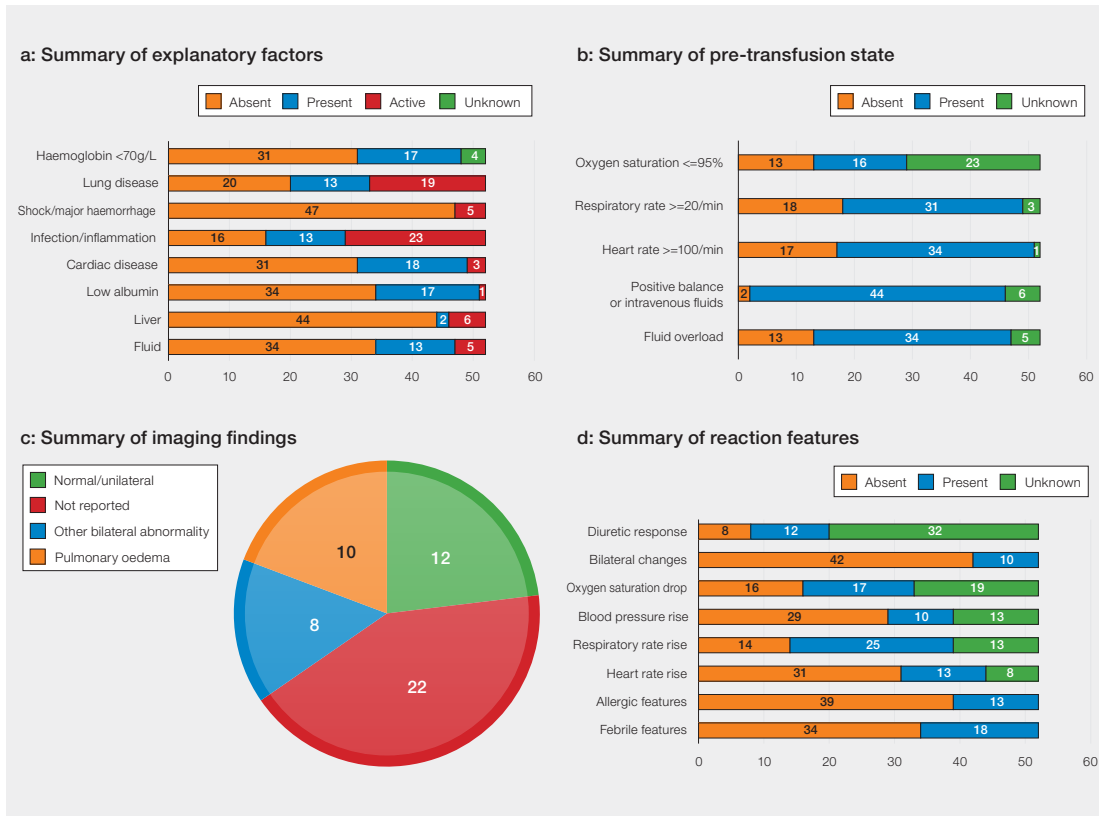 a: Summary of explanatory factors
Absent Present Active Unknown
Haemoglobin <70g/L 31 17 4
Lung disease 20 13 19
Shock/major haemorrhage 47 5
Infection/inflammation 16 13 23
Cardiac disease 31 18 3
Low albumin 34 17 1
Liver 44 2 6
Fluid 34 13 5
0 10 20 30 40 50 60
b: Summary of pre-transfusion state
Absent Present Unknown
Oxygen saturation <=95% 13 16 23
Respiratory rate >=20/min 18 31 3
Heart rate >=100/min 17 34 1
Positive balance
or intravenous fluids 2 44 6
Fluid overload 13 34 5
0 10 20 30 40 50 60
c: Summary of imaging findings
Normal/unilateral
Not reported
Other bilateral abnormality
Pulmonary oedema
10
12
8
22
d: Summary of reaction features
Absent Present Unknown
Diuretic response 8 12 32
Bilateral changes 42 10
Oxygen saturation drop 16 17 19
Blood pressure rise 29 10 13
Respiratory rate rise 14 25 13
Heart rate rise 31 13 8
Allergic features 39 13
Febrile features 34 18
0 10 20 30 40 50 60